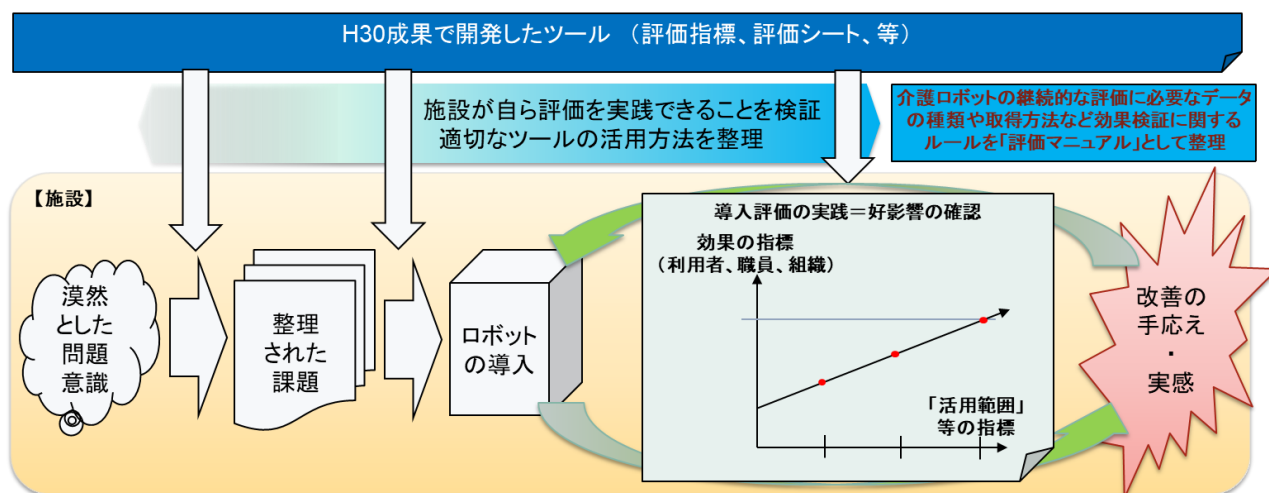 H30成果で開発したツール （評価指標、評価シート、等）
施設が自ら評価を実践できることを検証
適切なツールの活用方法を整理
介護ロボットの継続的な評価に必要なデータ
の種類や取得方法など効果検証に関する
ルールを「評価マニュアル」として整理
【施設】
漠然
とした
問題
意識
整理
された
課題
ロボット
の導入
導入評価の実践＝好影響の確認
効果の指標
（利用者、職員、組織）
「活用範囲」
等の指標
改善の
手応え
・
実感